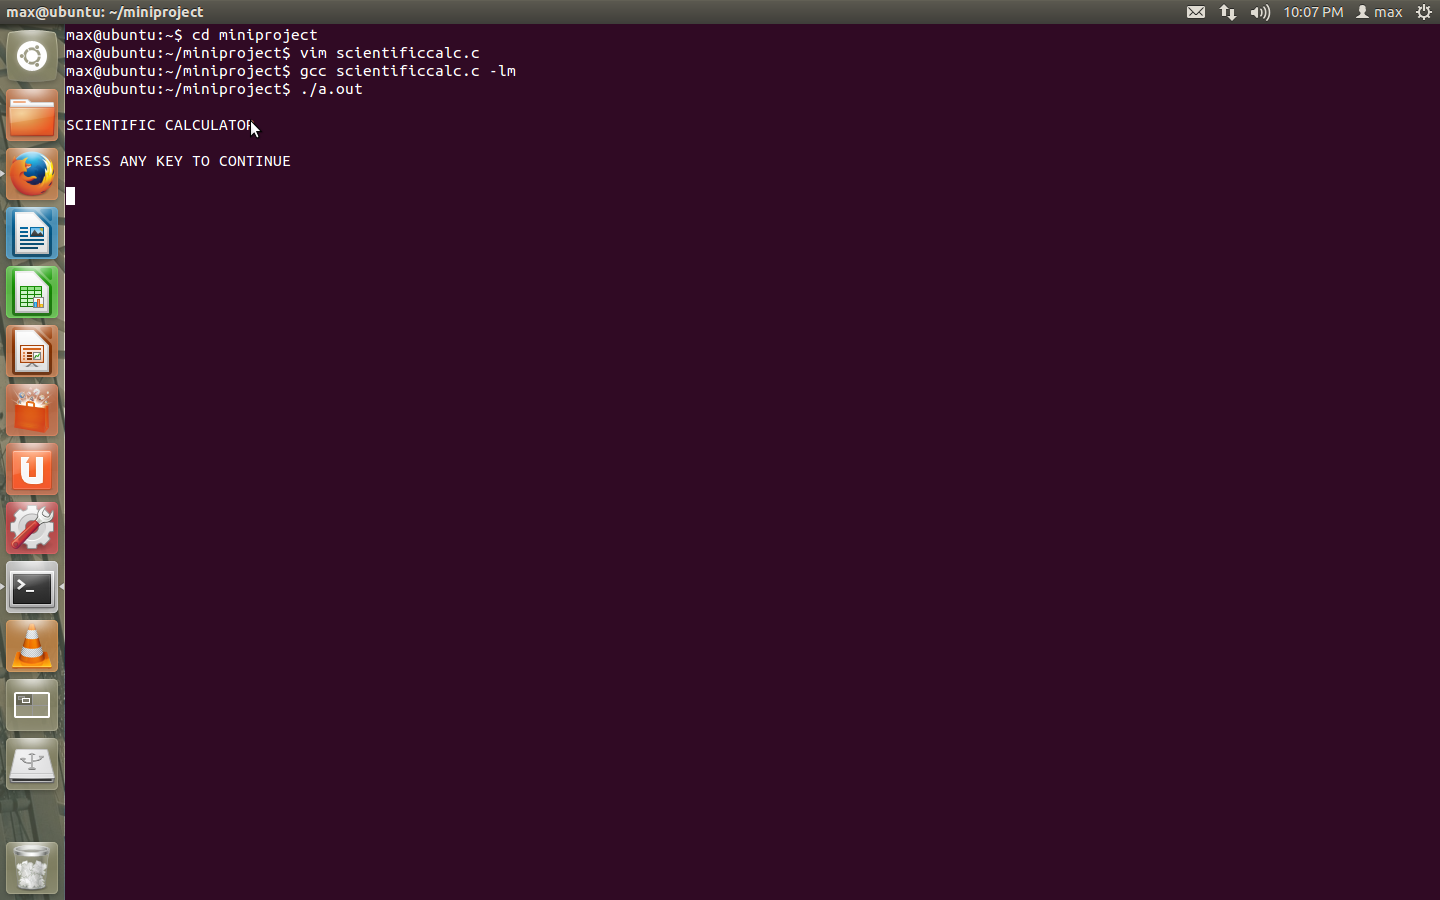 max@ubuntu: ~/miniproject
10:07 PM
max
max@ubuntu:~$ cd miniproject
max@ubuntu:~/miniproject$ vim scientificcalc.c
max@ubuntu:~/miniproject$ gcc scientificcalc.c -lm
max@ubuntu:~/miniproject$ ./a.out
SCIENTIFIC CALCULATOR
PRESS ANY KEY TO CONTINUE